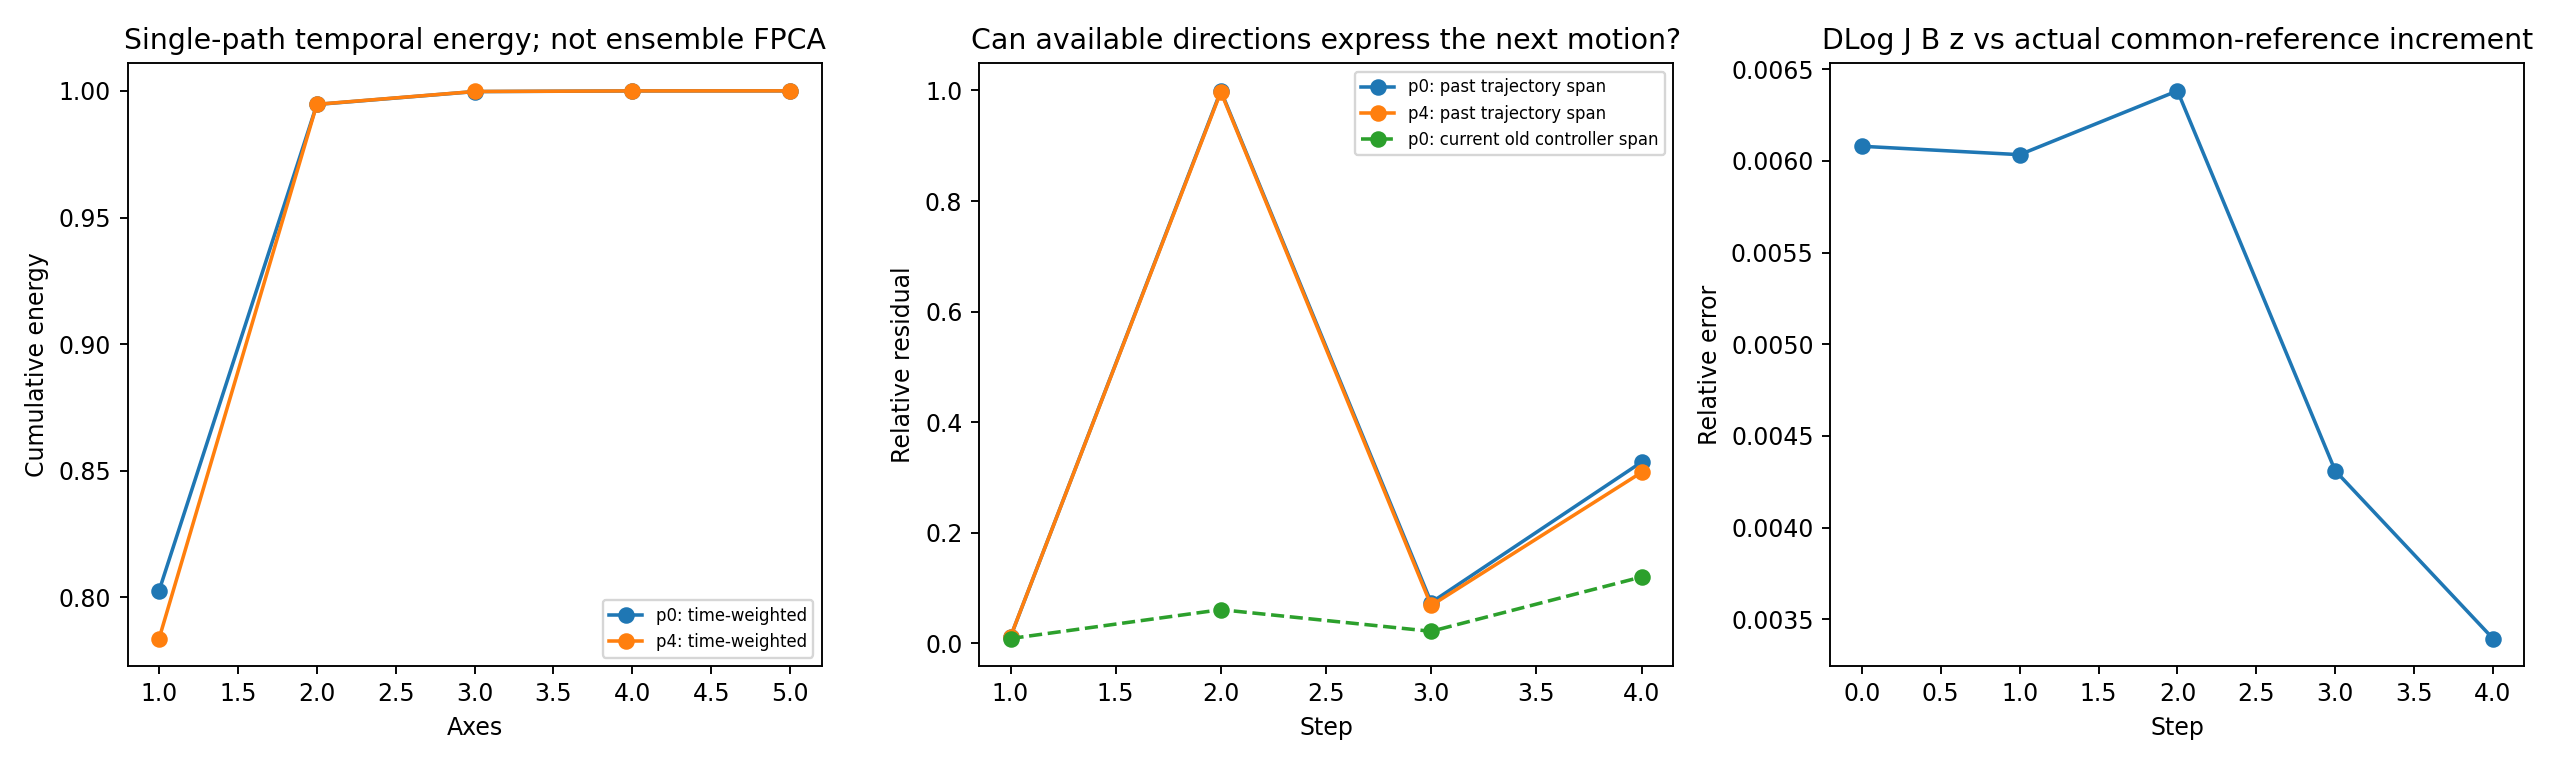 Single-path temporal energy; not ensemble FPCA
Cumulative energy
1.00
0.95
0.90
0.85
0.80
1.0 1.5 2.0 2.5 3.0 3.5 4.0 4.5 5.0
Axes
p0: time-weighted
p4: time-weighted
Can available directions express the next motion?
Relative residual
1.0
0.8
0.6
0.4
0.2
0.0
1.0 1.5 2.0 2.5 3.0 3.5 4.0
Step
p0: past trajectory span
p4: past trajectory span
p0: current old controller span
DLog J B z vs actual common-reference increment
Relative error
0.0065
0.0060
0.0055
0.0050
0.0045
0.0040
0.0035
0.0 0.5 1.0 1.5 2.0 2.5 3.0 3.5 4.0
Step